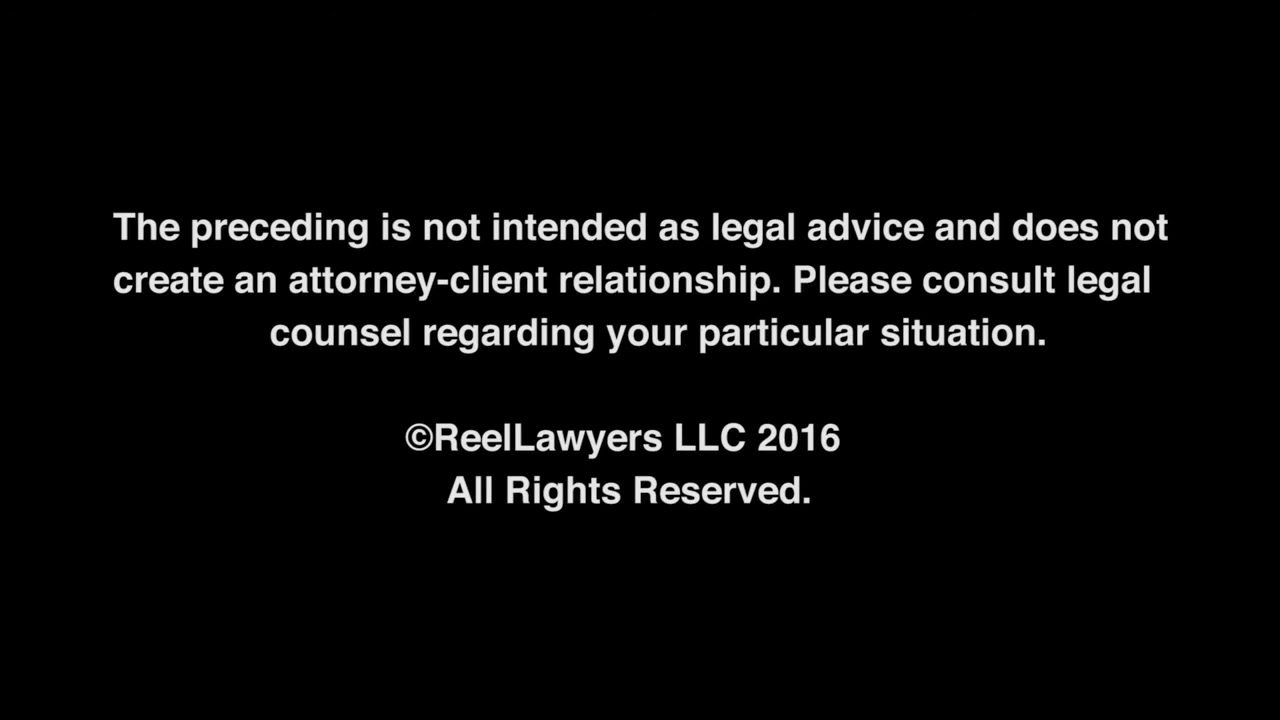 The preceding is not intended as legal advice and does not
create an attorney-client relationship. Please consult legal
counsel regarding your particular situation.
©ReelLawyers LLC 2016
All Rights Reserved.